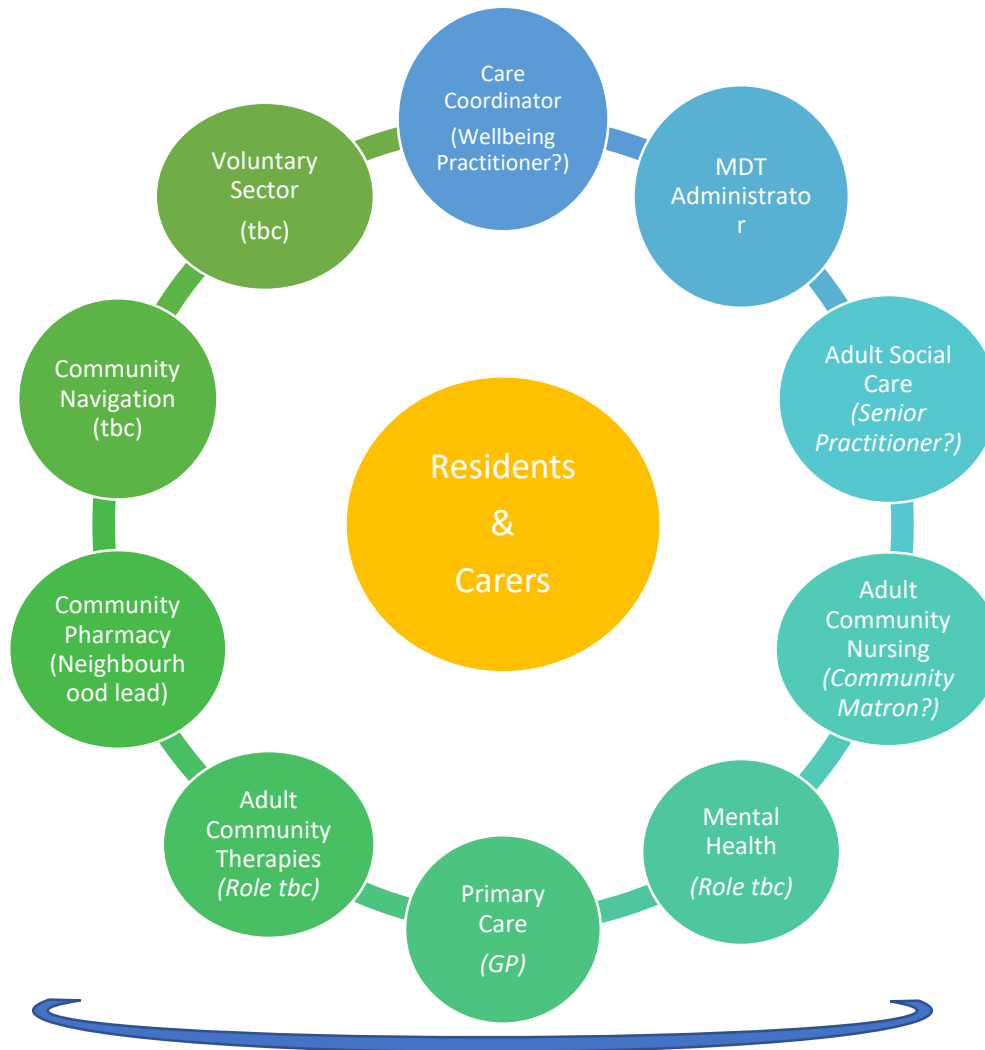 Care
Coordinator
(Wellbeing
Practitioner?)
MDT
Administrato
r
Adult Social
Care
(Senior
Practitioner?)
Adult
Community
Nursing
(Community
Matron?)
Mental
Health
(Role tbc)
Primary
Care
(GP)
Adult
Community
Therapies
(Role tbc)
Community
Pharmacy
(Neighbourh
ood lead)
Community
Navigation
(tbc)
Voluntary
Sector
(tbc)
Residents
&
Carers